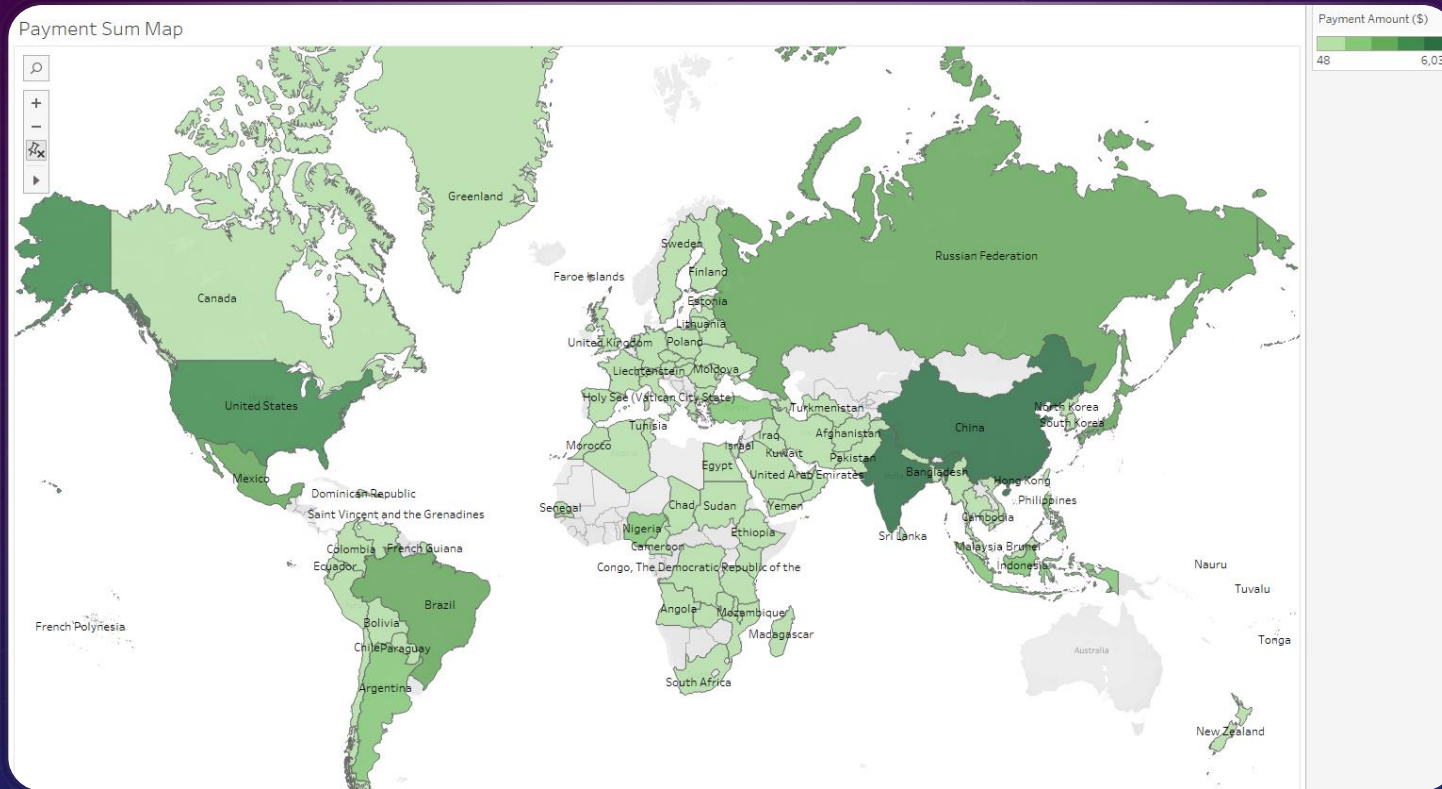 Payment Sum Map
Payment Amount ($)
48 6,03
Greenland
Russian Federation
Sweden
Faroe Islands
Finland
Canada
Estonia
Lithuania
United Kingdom
Poland
Liechtenstein
Moldova
Holy See (Vatican City State)
United States
Turkmenistan
North Korea
South Korea
China
Tunisia
Morocco
Iraq
Afghanistan
Israel
Kuwait
Pakistan
Egypt
United Arab Emirates
Bangladesh
Hong Kong
Mexico
Dominican Republic
Saint Vincent and the Grenadines
Senegal
Chad
Sudan
Yemen
Philippines
Cambodia
Nigeria
Ethiopia
Sri Lanka
Colombia
French Guiana
Cameroon
Malaysia
Brunei
Ecuador
Congo, The Democratic Republic of the
Indonesia
Nauru
Tuvalu
Brazil
Angola
Mozambique
French Polynesia
Bolivia
Madagascar
Tonga
Chile
Paraguay
Australia
Argentina
South Africa
New Zealand